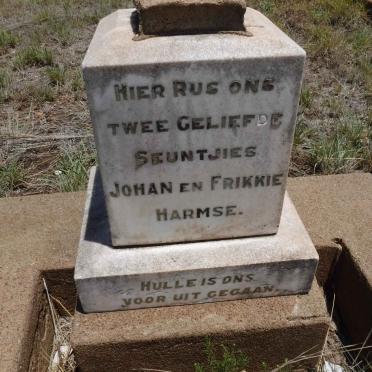 HIER RUS ONS
TWEE GELIEFDE
SEUNTJIES
JOHAN EN FRIKKIE
HARMSE.
HULLE IS ONS
VOOR UIT GEGAAN.